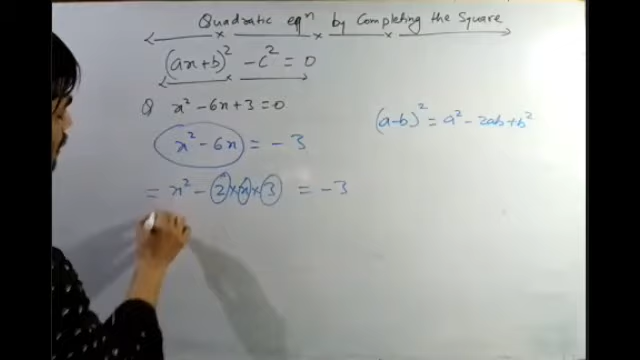 Quadratic eqⁿ by Completing the Square
(ax+b)² - c² = 0
Q x² - 6x + 3 = 0
(a-b)² = a² - 2ab + b²
x² - 6x = - 3
= x² - 2 × x × 3 = - 3